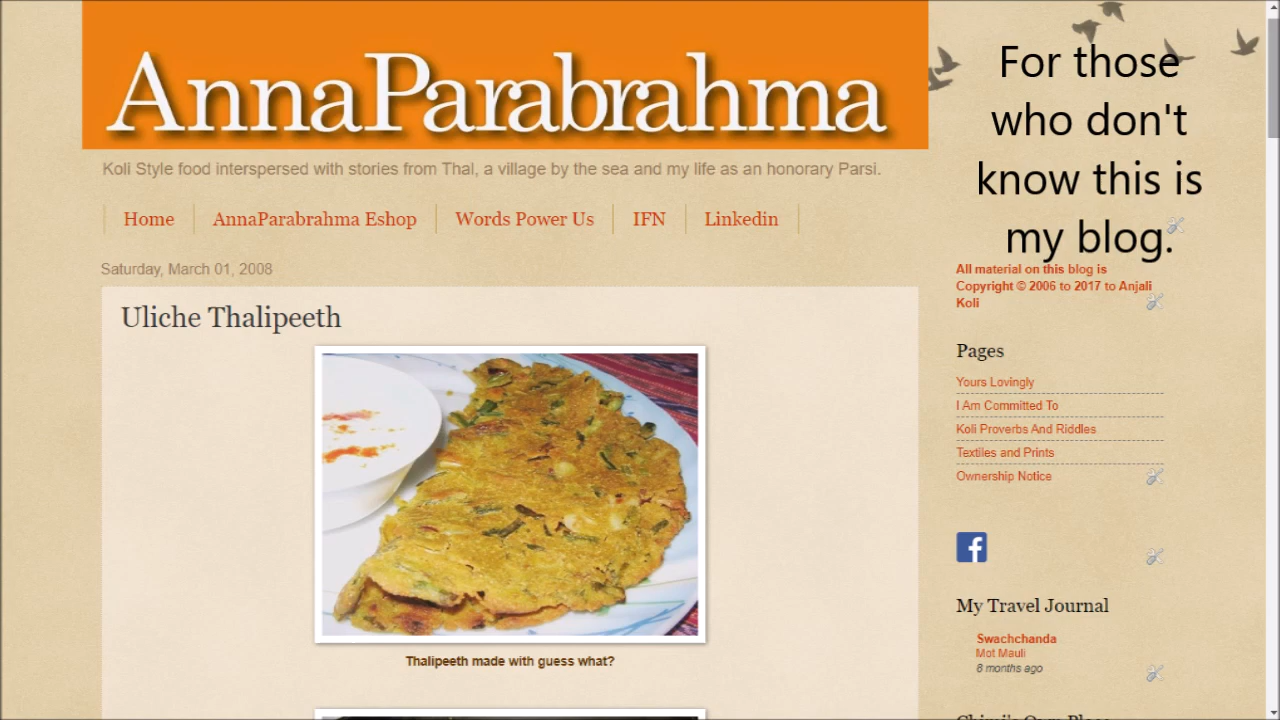 AnnaParabrahma
Koli Style food interspersed with stories from Thal, a village by the sea and my life as an honorary Parsi.
Home
AnnaParabrahma Eshop
Words Power Us
IFN
Linkedin
Saturday, March 01, 2008
Uliche Thalipeeth
Thalipeeth made with guess what?
For those
who don't
know this is
my blog.
All material on this blog is
Copyright © 2006 to 2017 to Anjali
Koli
Pages
Yours Lovingly
I Am Committed To
Koli Proverbs And Riddles
Textiles and Prints
Ownership Notice
f
My Travel Journal
Swachchanda
Mot Mauli
8 months ago